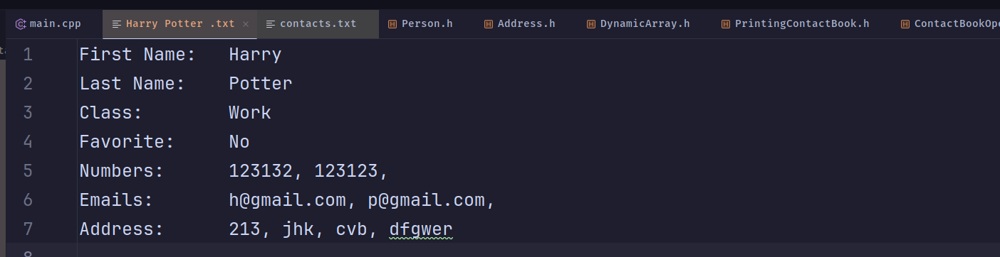 main.cpp Harry Potter .txt contacts.txt Person.h Address.h DynamicArray.h PrintingContactBook.h ContactBookOpe
1 First Name: Harry
2 Last Name: Potter
3 Class: Work
4 Favorite: No
5 Numbers: 123132, 123123,
6 Emails: h@gmail.com, p@gmail.com,
7 Address: 213, jhk, cvb, dfgwer
8